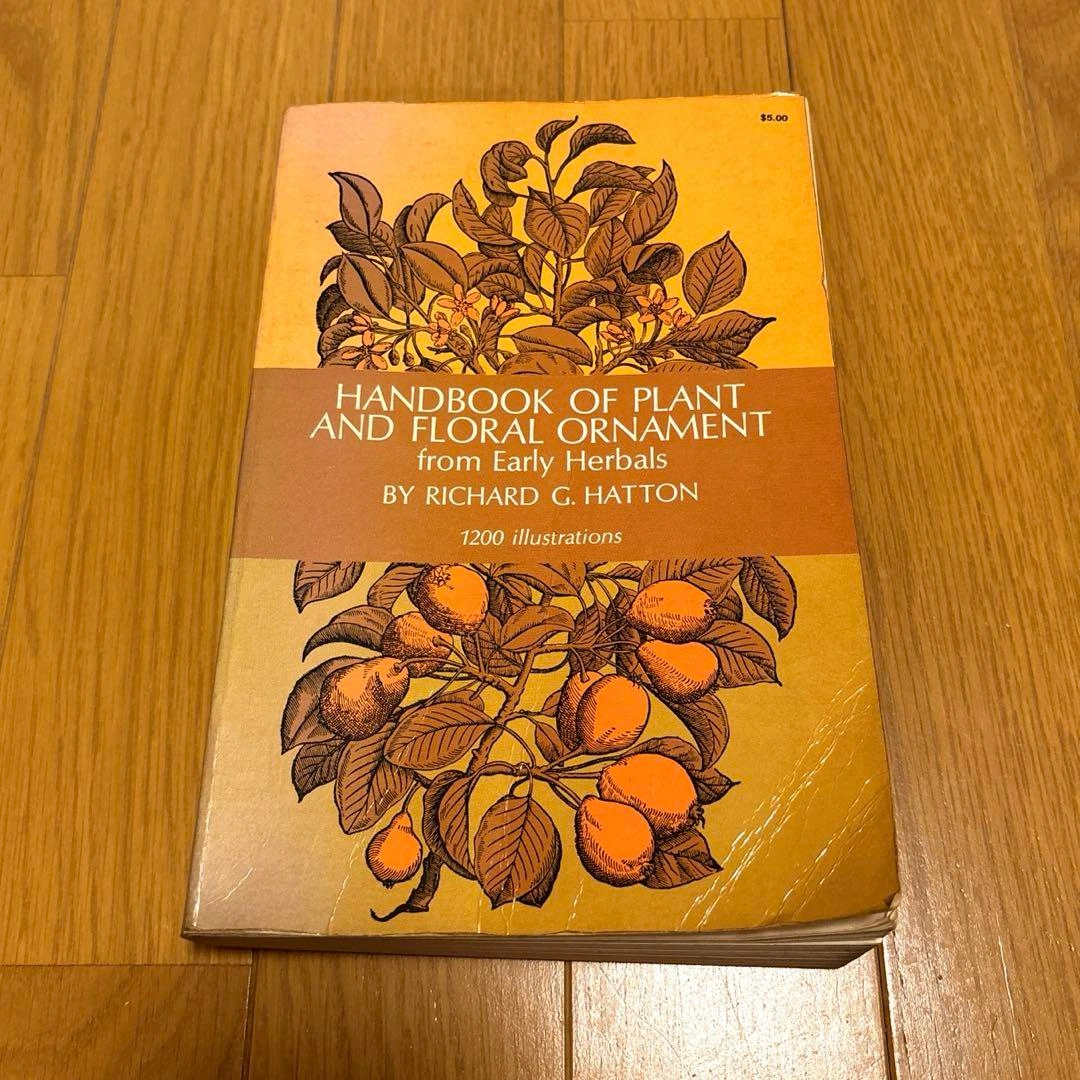 $5.00
HANDBOOK OF PLANT
AND FLORAL ORNAMENT
from Early Herbals
BY RICHARD G. HATTON
1200 illustrations